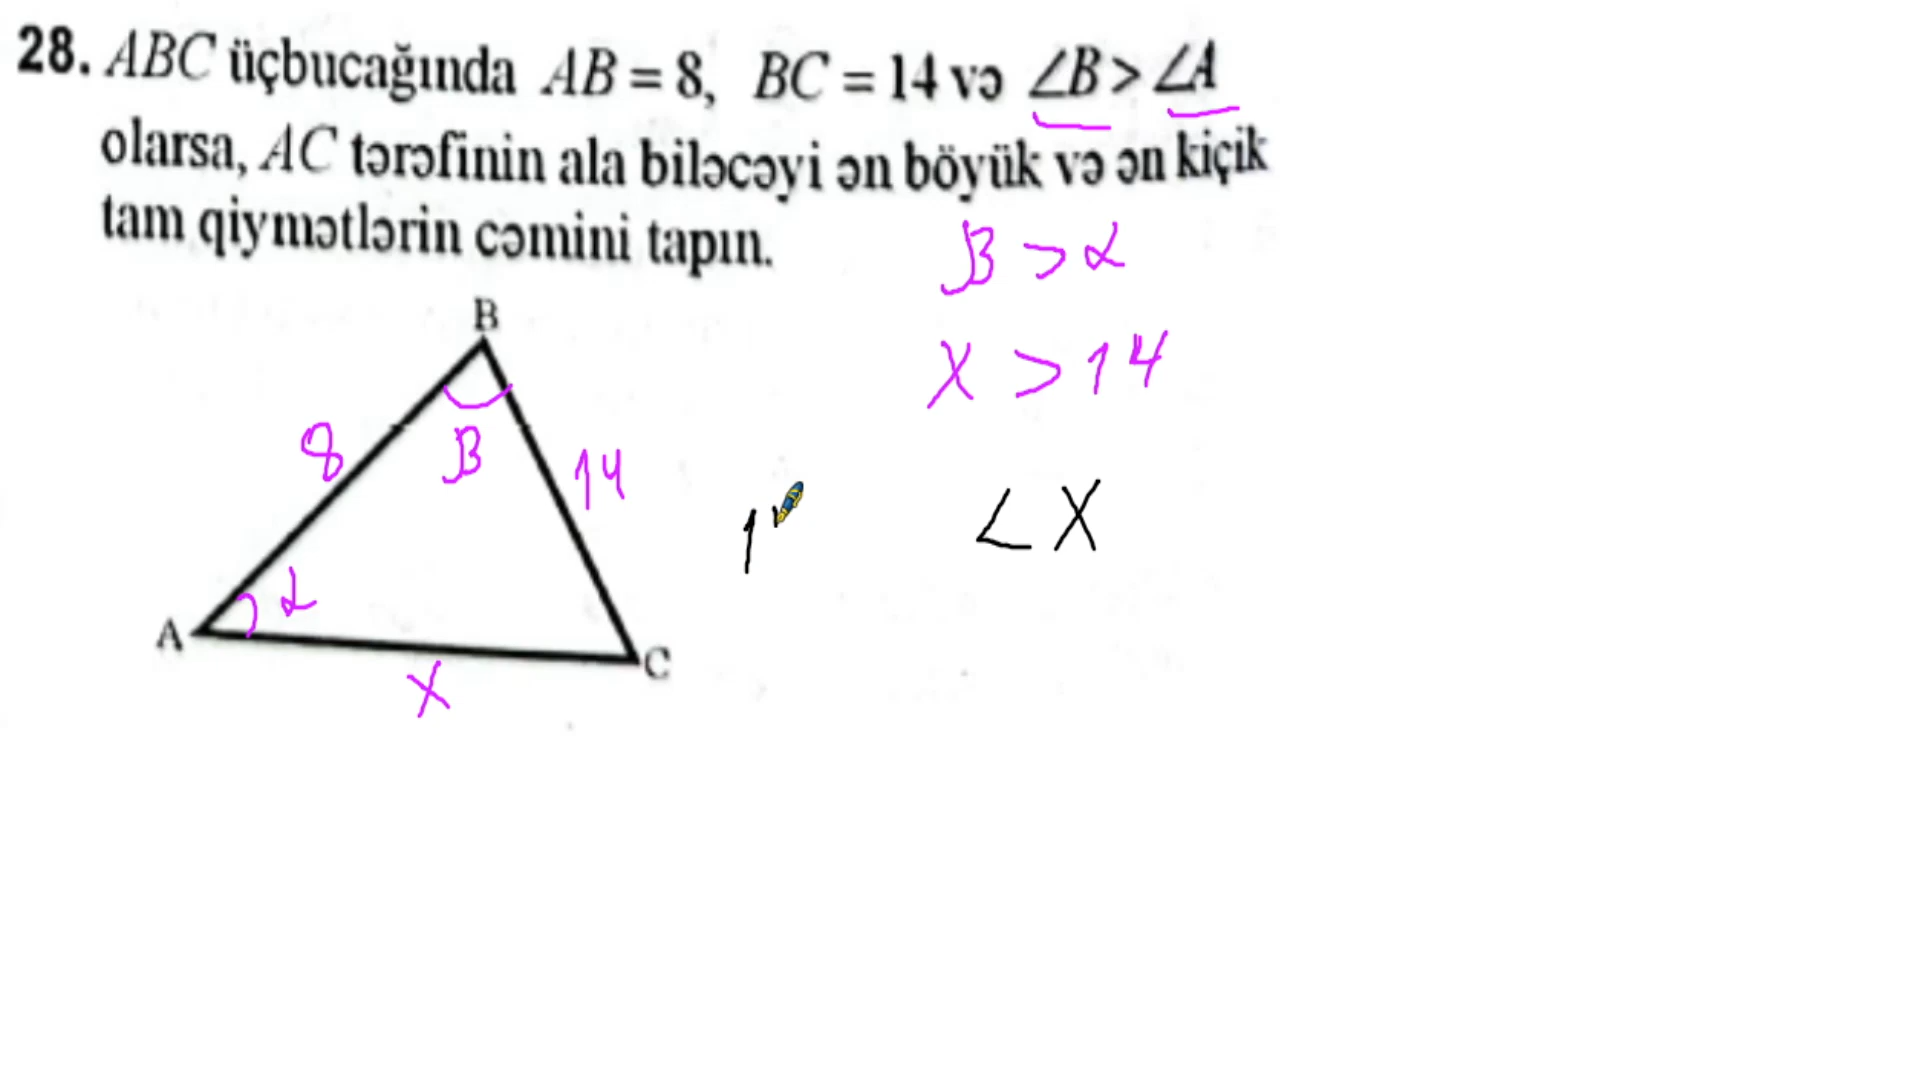 28. ABC üçbucağında AB = 8, BC = 14 və ∠B > ∠A
olarsa, AC tərəfinin ala biləcəyi ən böyük və ən kiçik
tam qiymətlərin cəmini tapın.
B > α
x > 14
B
8
B
14
1
< x
α
A
C
x